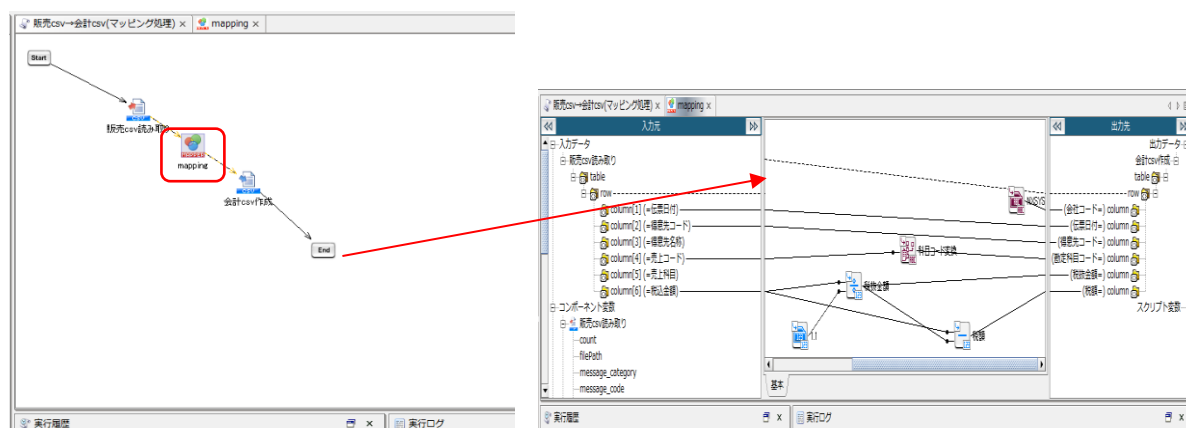 販売csv→会計csv(マッピング処理) × mapping ×
Start
CSV
販売csv読み取り
MAPPING
mapping
CSV
会計csv作成
End
実行履歴 × 実行ログ
販売csv→会計csv(マッピング処理) × mapping ×
入力元
入力データ
販売csv読み取り
table
row
column[1] (=伝票日付)
column[2] (=得意先コード)
column[3] (=得意先名称)
column[4] (=売上コード)
column[5] (=売上科目)
column[6] (=税込金額)
コンポーネント変数
販売csv読み取り
count
filePath
message_category
message_code
科目コード変換
税抜金額
1.1
税額
基本
出力先
出力データ
会計csv作成
table
row
(会社コード=) column
(伝票日付=) column
(得意先コード=) column
(勘定科目コード=) column
(税抜金額=) column
(税額=) column
スクリプト変数
実行履歴 × 実行ログ ×